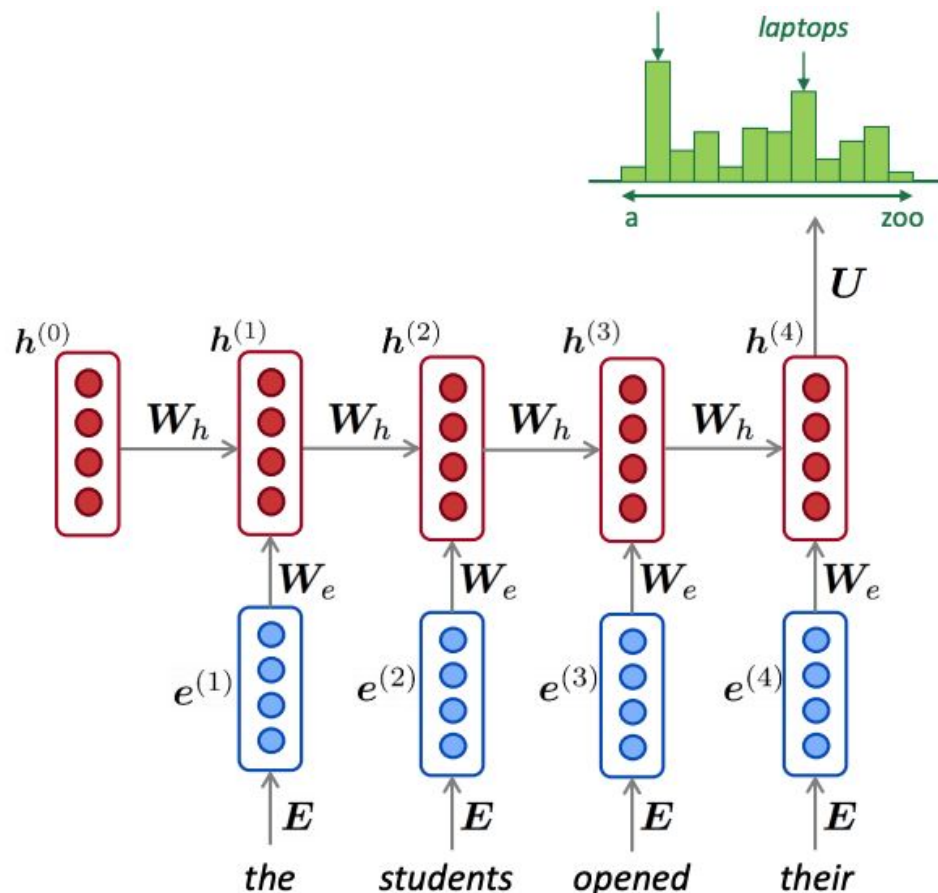 laptops
a zoo
U
h(0) h(1) h(2) h(3) h(4)
Wh Wh Wh Wh
We We We We
e(1) e(2) e(3) e(4)
E E E E
the students opened their